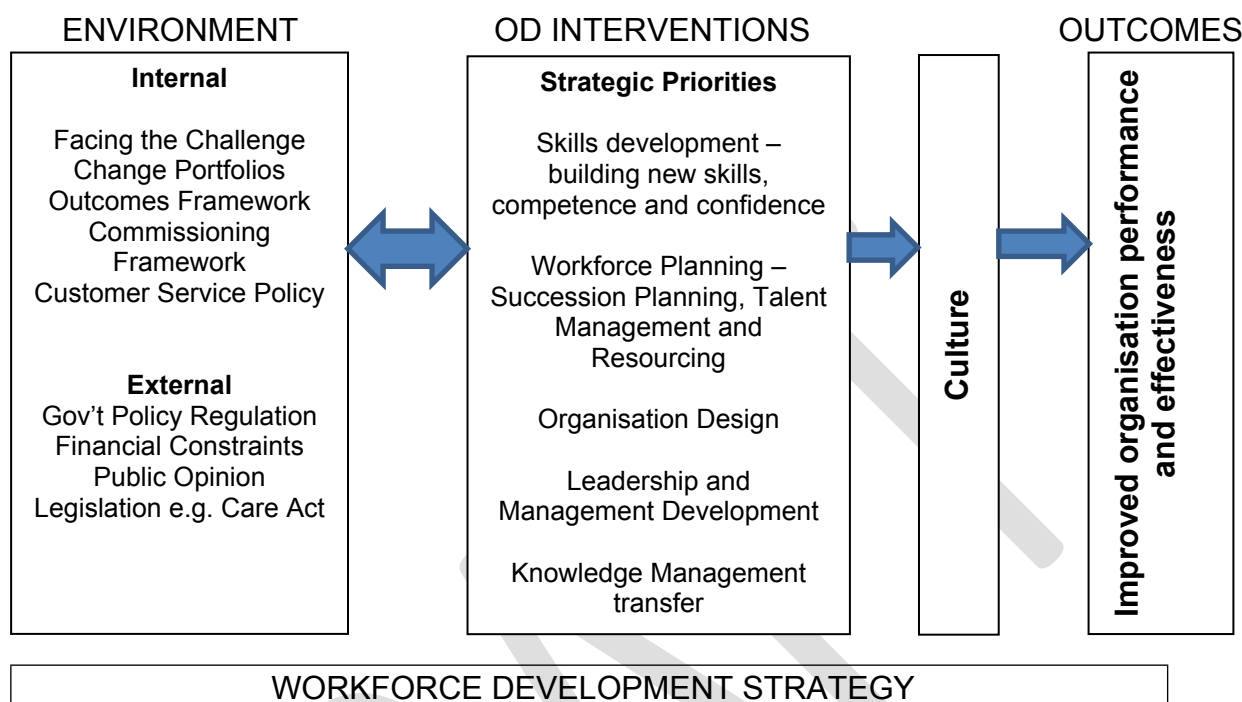 ENVIRONMENT
Internal
Facing the Challenge
Change Portfolios
Outcomes Framework
Commissioning
Framework
Customer Service Policy
External
Gov't Policy Regulation
Financial Constraints
Public Opinion
Legislation e.g. Care Act
OD INTERVENTIONS
Strategic Priorities
Skills development –
building new skills,
competence and confidence
Workforce Planning –
Succession Planning, Talent
Management and
Resourcing
Organisation Design
Leadership and
Management Development
Knowledge Management
transfer
Culture
OUTCOMES
Improved organisation performance
and effectiveness
WORKFORCE DEVELOPMENT STRATEGY